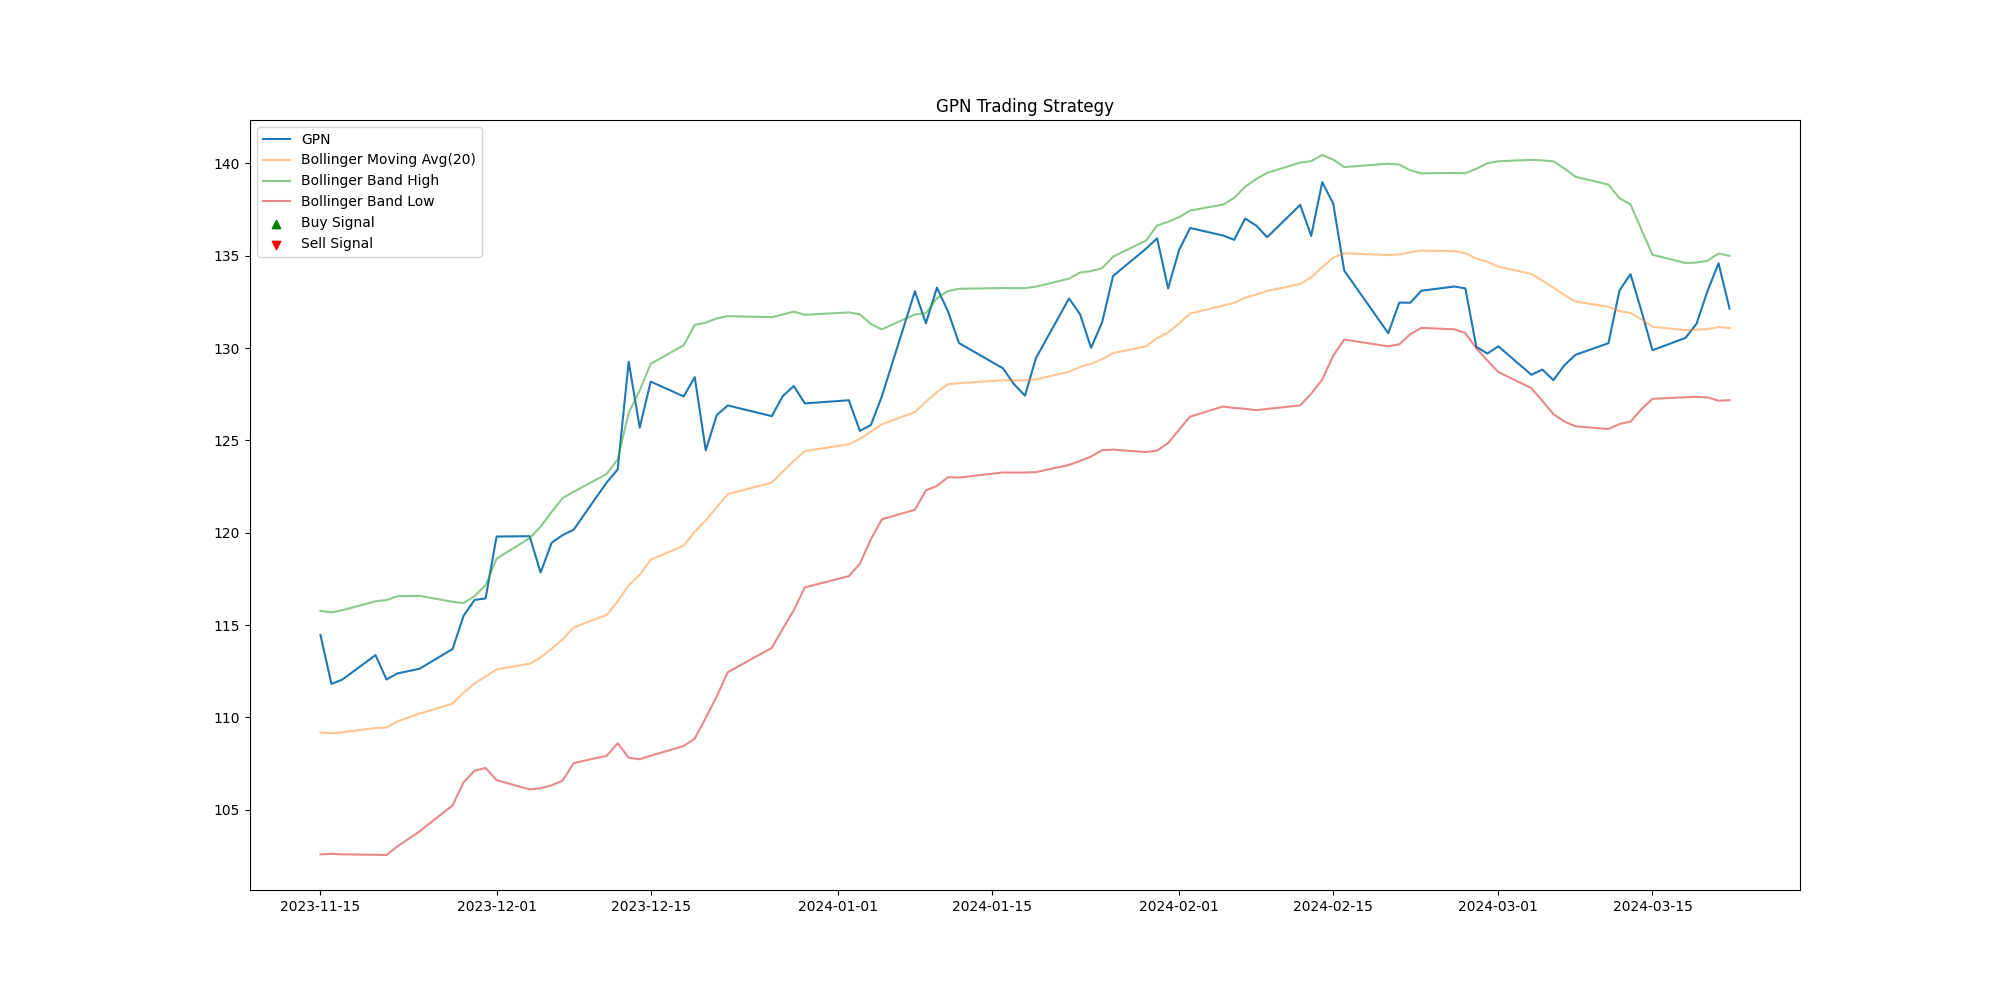 GPN Trading Strategy
GPN
Bollinger Moving Avg(20)
Bollinger Band High
Bollinger Band Low
Buy Signal
Sell Signal
140
135
130
125
120
115
110
105
2023-11-15 2023-12-01 2023-12-15 2024-01-01 2024-01-15 2024-02-01 2024-02-15 2024-03-01 2024-03-15